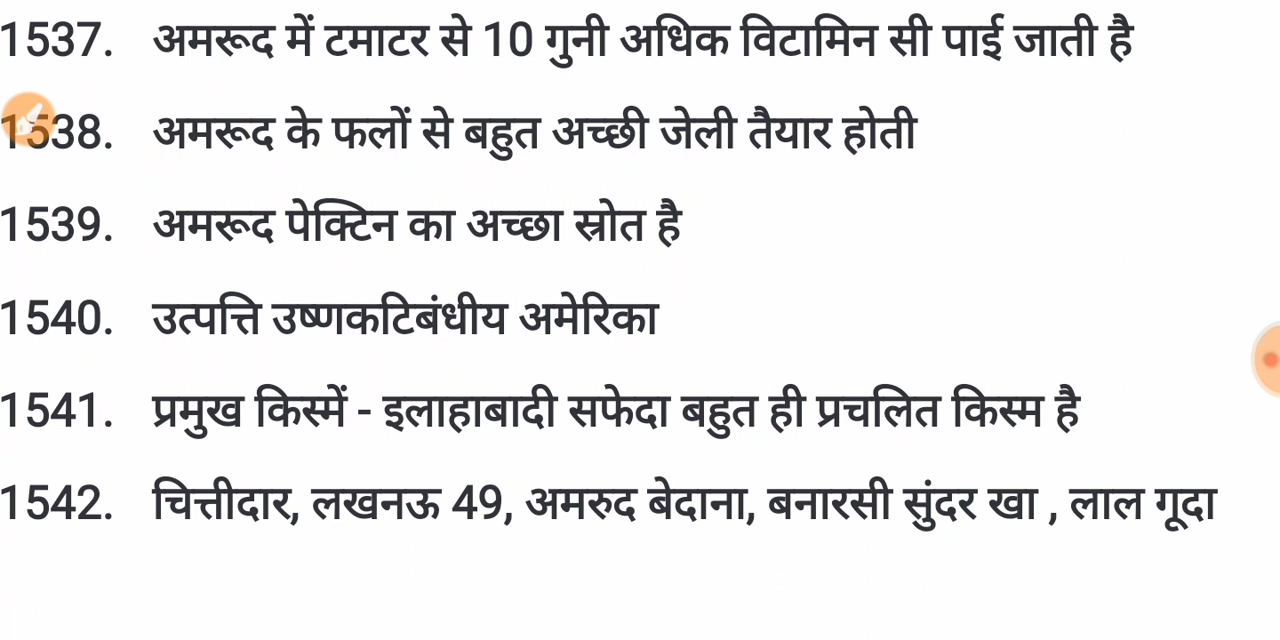 1537. अमरूद में टमाटर से 10 गुनी अधिक विटामिन सी पाई जाती है
1538. अमरूद के फलों से बहुत अच्छी जेली तैयार होती
1539. अमरूद पेक्टिन का अच्छा स्रोत है
1540. उत्पत्ति उष्णकटिबंधीय अमेरिका
1541. प्रमुख किस्में - इलाहाबादी सफेदा बहुत ही प्रचलित किस्म है
1542. चित्तीदार, लखनऊ 49, अमरुद बेदाना, बनारसी सुंदर खा , लाल गूदा